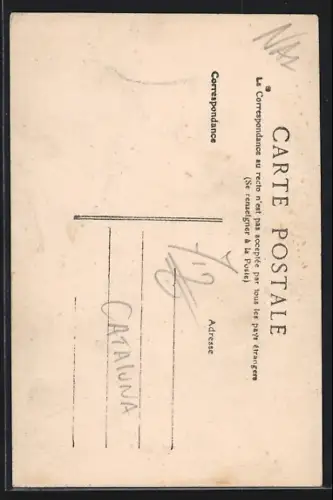 CARTE POSTALE
La Correspondance au recto n'est pas acceptée par tous les pays étrangers
(Se renseigner à la Poste)
Correspondance
Adresse
CATALUNA